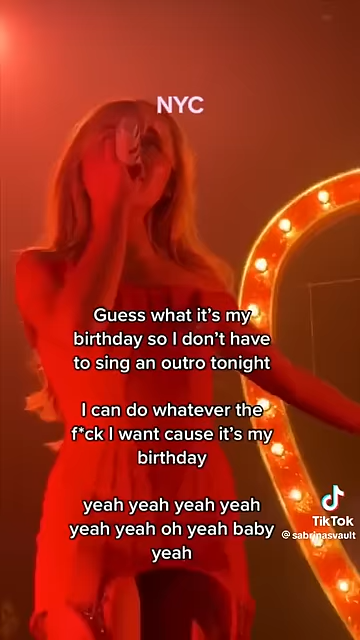 NYC
Guess what it's my
birthday so I don't have
to sing an outro tonight
I can do whatever the
f*ck I want cause it's my
birthday
yeah yeah yeah yeah
yeah yeah oh yeah baby
yeah
TikTok
@sabrinasvault